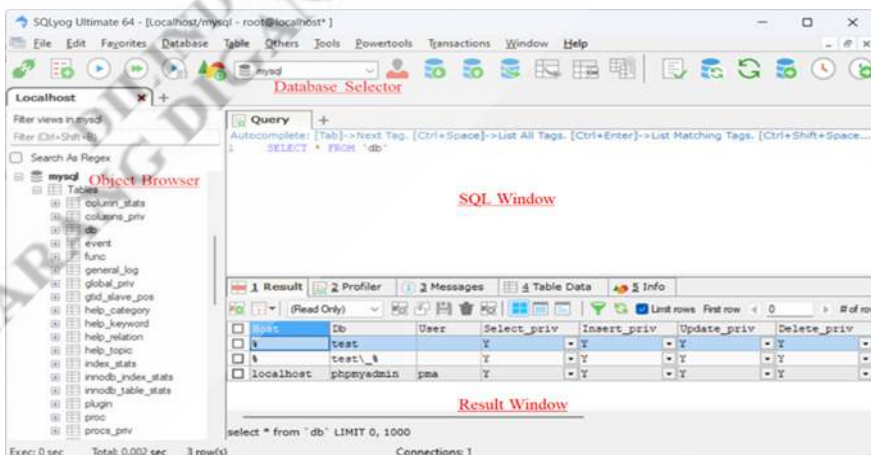 SQLyog Ultimate 64 - [Localhost/mysql - root@localhost*]
File Edit Favorites Database Table Others Tools Powertools Transactions Window Help
mysql
Database Selector
Localhost
Filter views in mysql
Filter (Ctrl+Shift+B)
Search As Regex
mysql
Object Browser
Tables
column_stats
columns_priv
db
event
func
general_log
global_priv
gtid_slave_pos
help_category
help_keyword
help_relation
help_topic
index_stats
innodb_index_stats
innodb_table_stats
plugin
proc
procs_priv
Query
Autocomplete: [Tab]->Next Tag. [Ctrl+Space]->List All Tags. [Ctrl+Enter]->List Matching Tags. [Ctrl+Shift+Space...
1 SELECT * FROM `db`
SQL Window
1 Result 2 Profiler 3 Messages 4 Table Data 5 Info
(Read Only) Limit rows First row 0 # of row
Host Db User Select_priv Insert_priv Update_priv Delete_priv
% test Y Y Y Y
% test\_% Y Y Y Y
localhost phpmyadmin pma Y Y Y Y
Result Window
select * from `db` LIMIT 0, 1000
Exec: 0 sec Total: 0.002 sec 3 row(s) Connections: 1